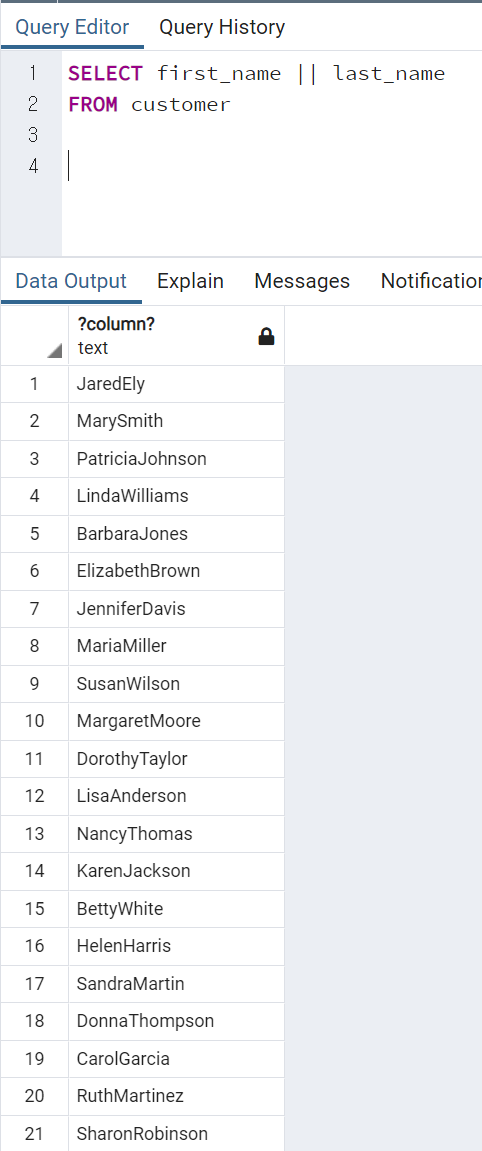 Query Editor Query History
1 SELECT first_name || last_name
2 FROM customer
3
4
Data Output Explain Messages Notification
?column?
text
1 JaredEly
2 MarySmith
3 PatriciaJohnson
4 LindaWilliams
5 BarbaraJones
6 ElizabethBrown
7 JenniferDavis
8 MariaMiller
9 SusanWilson
10 MargaretMoore
11 DorothyTaylor
12 LisaAnderson
13 NancyThomas
14 KarenJackson
15 BettyWhite
16 HelenHarris
17 SandraMartin
18 DonnaThompson
19 CarolGarcia
20 RuthMartinez
21 SharonRobinson